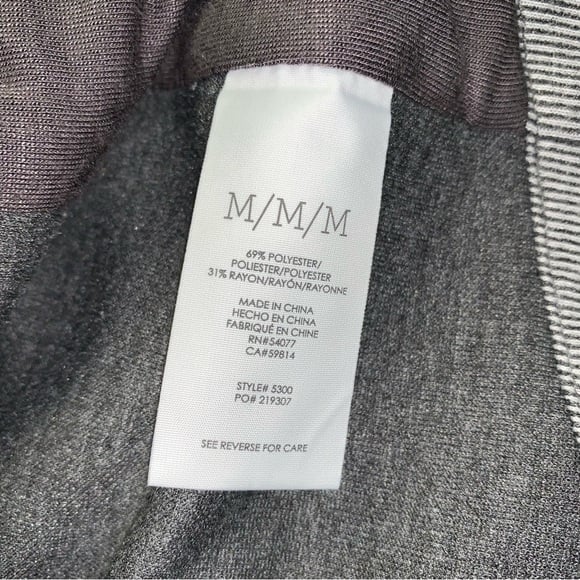 M/M/M
69% POLYESTER/
POLIESTER/POLYESTER
31% RAYON/RAYÓN/RAYONNE
MADE IN CHINA
HECHO EN CHINA
FABRIQUÉ EN CHINE
RN#54077
CA#59814
STYLE# 5300
PO# 219307
SEE REVERSE FOR CARE